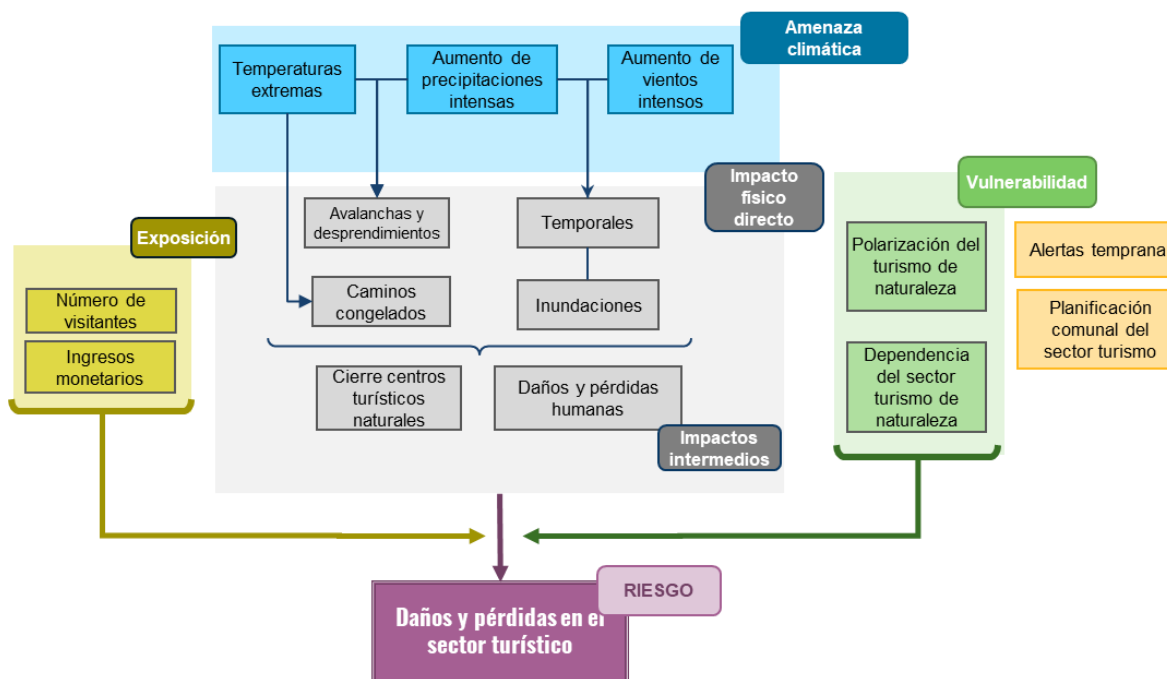 Amenaza
climática
Temperaturas
extremas
Aumento de
precipitaciones
intensas
Aumento de
vientos
intensos
Impacto
físico
directo
Vulnerabilidad
Exposición
Avalanchas y
desprendimientos
Temporales
Polarización del
turismo de
naturaleza
Alertas temprana
Número de
visitantes
Caminos
congelados
Inundaciones
Planificación
comunal del
sector turismo
Ingresos
monetarios
Cierre centros
turísticos
naturales
Daños y pérdidas
humanas
Dependencia
del sector
turismo de
naturaleza
Impactos
intermedios
RIESGO
Daños y pérdidas en el
sector turístico